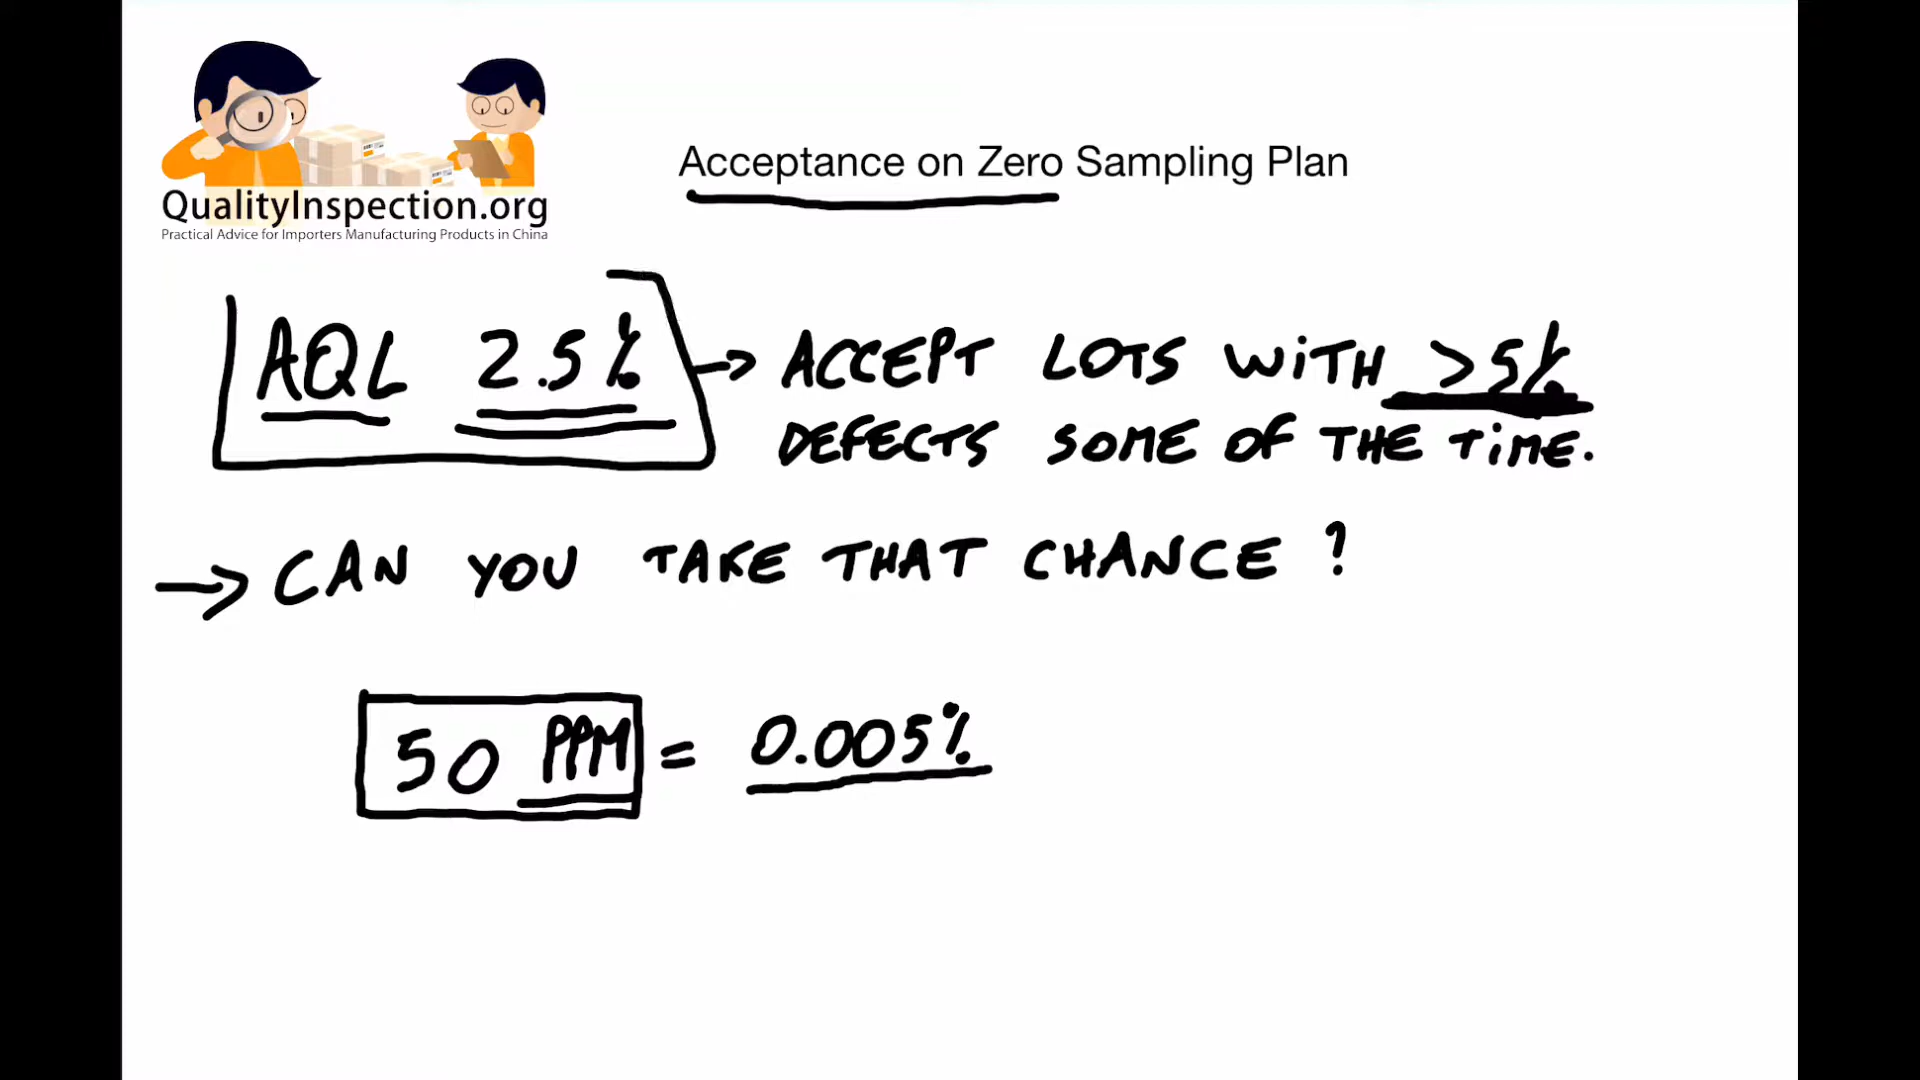 QualityInspection.org
Practical Advice for Importers Manufacturing Products in China
Acceptance on Zero Sampling Plan
AQL 2.5% → ACCEPT LOTS WITH >5%
DEFECTS SOME OF THE TIME.
→ CAN YOU TAKE THAT CHANCE?
50 PPM = 0.005%